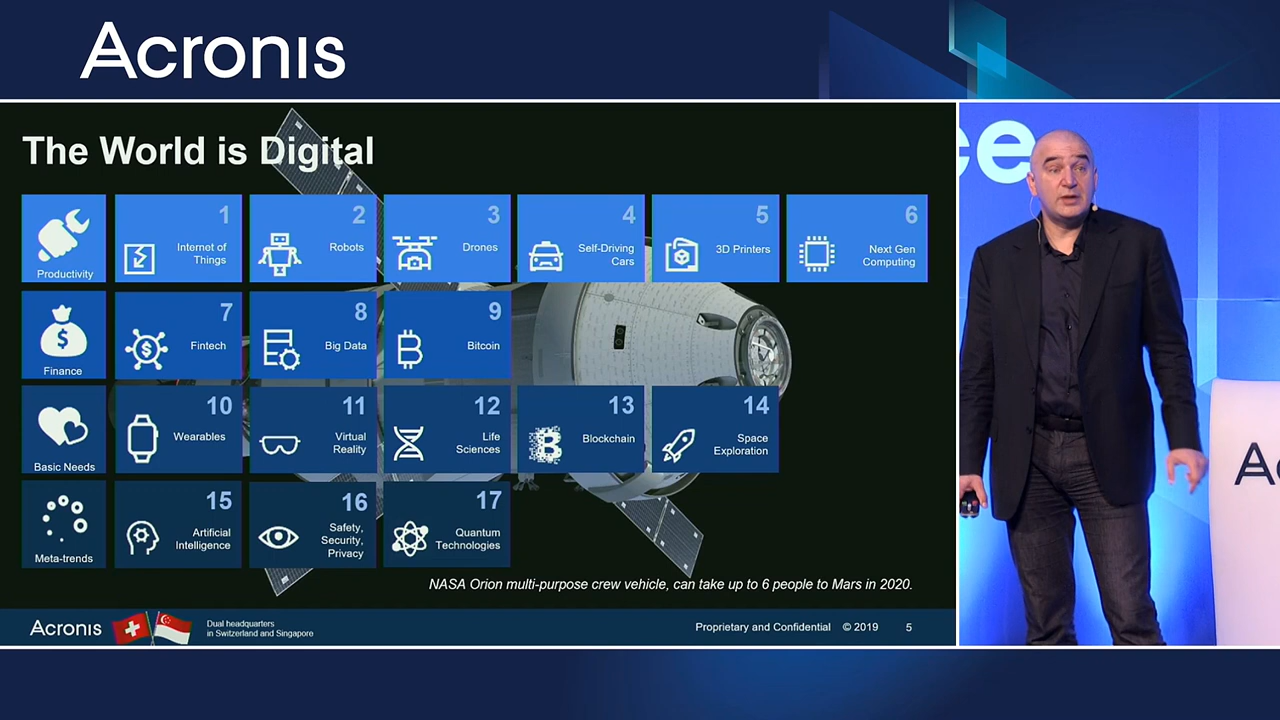 Acronis
The World is Digital
Productivity
1
Internet of
Things
2
Robots
3
Drones
4
Self-Driving
Cars
5
3D Printers
6
Next Gen
Computing
Finance
7
Fintech
8
Big Data
9
Bitcoin
Basic Needs
10
Wearables
11
Virtual
Reality
12
Life
Sciences
13
Blockchain
14
Space
Exploration
Meta-trends
15
Artificial
Intelligence
16
Safety,
Security,
Privacy
17
Quantum
Technologies
NASA Orion multi-purpose crew vehicle, can take up to 6 people to Mars in 2020.
Acronis
Dual headquarters
in Switzerland and Singapore
Proprietary and Confidential © 2019 5
ce
Ac